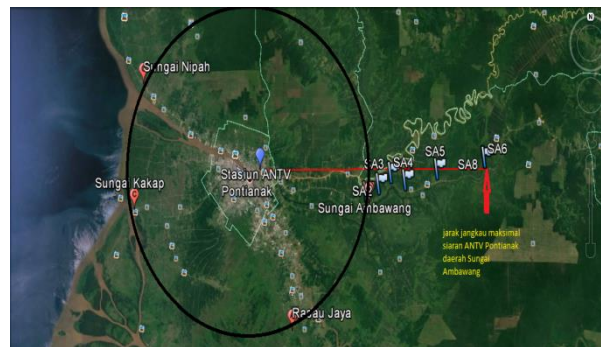 N
Sungai Nipah
Stasiun ANTV
Pontianak
SA3
SA4
SA5
SA8
SA6
SA2
Sungai Kakap
Sungai Ambawang
jarak jangkau maksimal
siaran ANTV Pontianak
daerah Sungai
Ambawang
Rasau Jaya